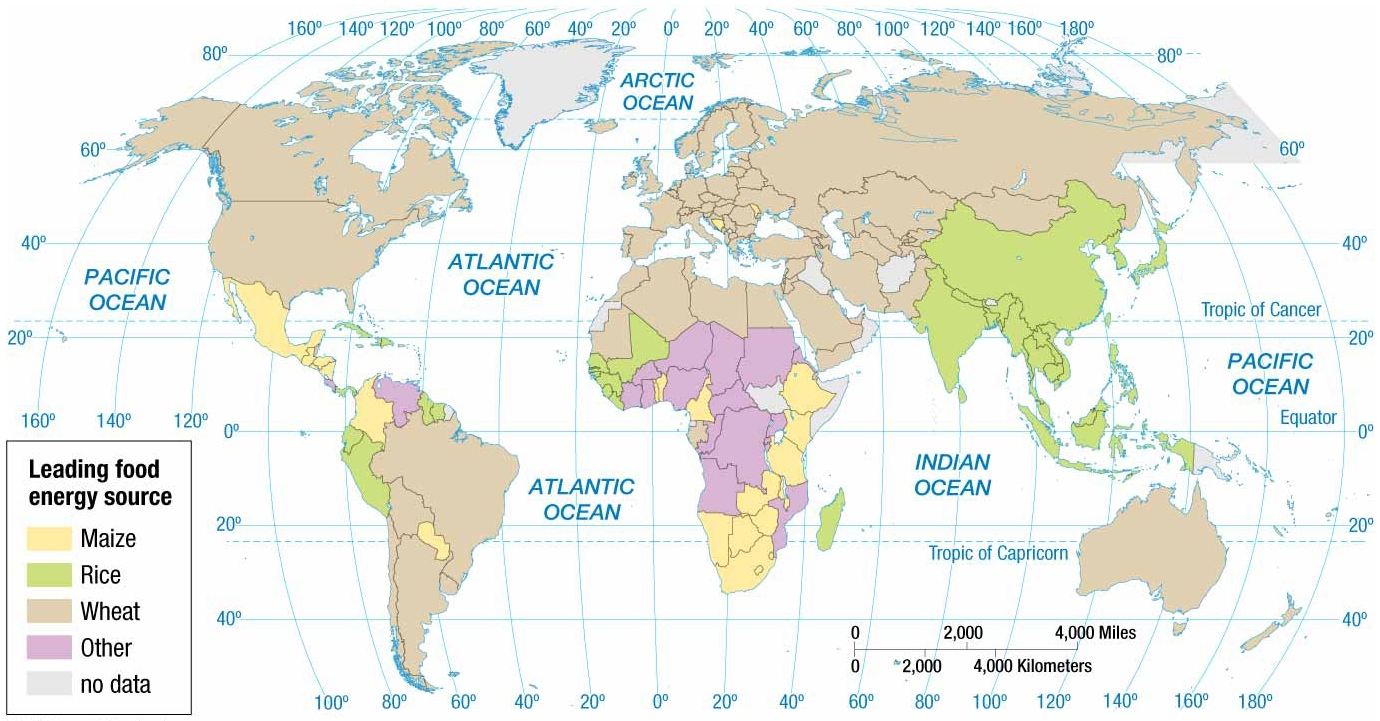 160º 140º 120º 100º 80º 60º 40º 20º 0º 20º 40º 60º 80º 100º 120º 140º 160º 180º
80º 80º
ARCTIC
OCEAN
60º 60º
40º 40º
PACIFIC
OCEAN
ATLANTIC
OCEAN
Tropic of Cancer
20º 20º
PACIFIC
OCEAN
160º 140º 120º
Equator
0º 0º
INDIAN
OCEAN
ATLANTIC
OCEAN
20º 20º
Tropic of Capricorn
40º 40º
Leading food
energy source
Maize
Rice
Wheat
Other
no data
0 2,000 4,000 Miles
0 2,000 4,000 Kilometers
100º 80º 60º 40º 20º 0º 20º 40º 60º 80º 100º 120º 140º 160º 180º